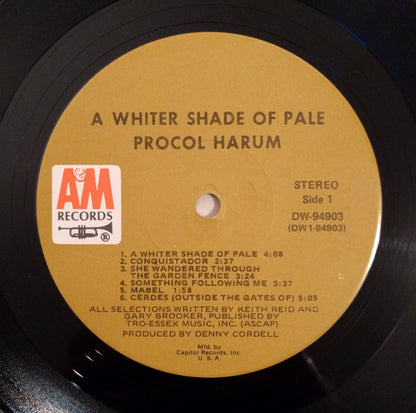 A WHITER SHADE OF PALE
PROCOL HARUM
A&M
RECORDS
®
STEREO
Side 1
DW-94903
(DW1-94903)
1. A WHITER SHADE OF PALE 4:08
2. CONQUISTADOR 2:37
3. SHE WANDERED THROUGH
THE GARDEN FENCE 3:24
4. SOMETHING FOLLOWING ME 3:37
5. MABEL 1:58
6. CERDES (OUTSIDE THE GATES OF) 5:05
ALL SELECTIONS WRITTEN BY KEITH REID AND
GARY BROOKER, PUBLISHED BY
TRO-ESSEX MUSIC, INC. (ASCAP)
PRODUCED BY DENNY CORDELL
Mfd. by
Capitol Records, Inc.
U. S. A